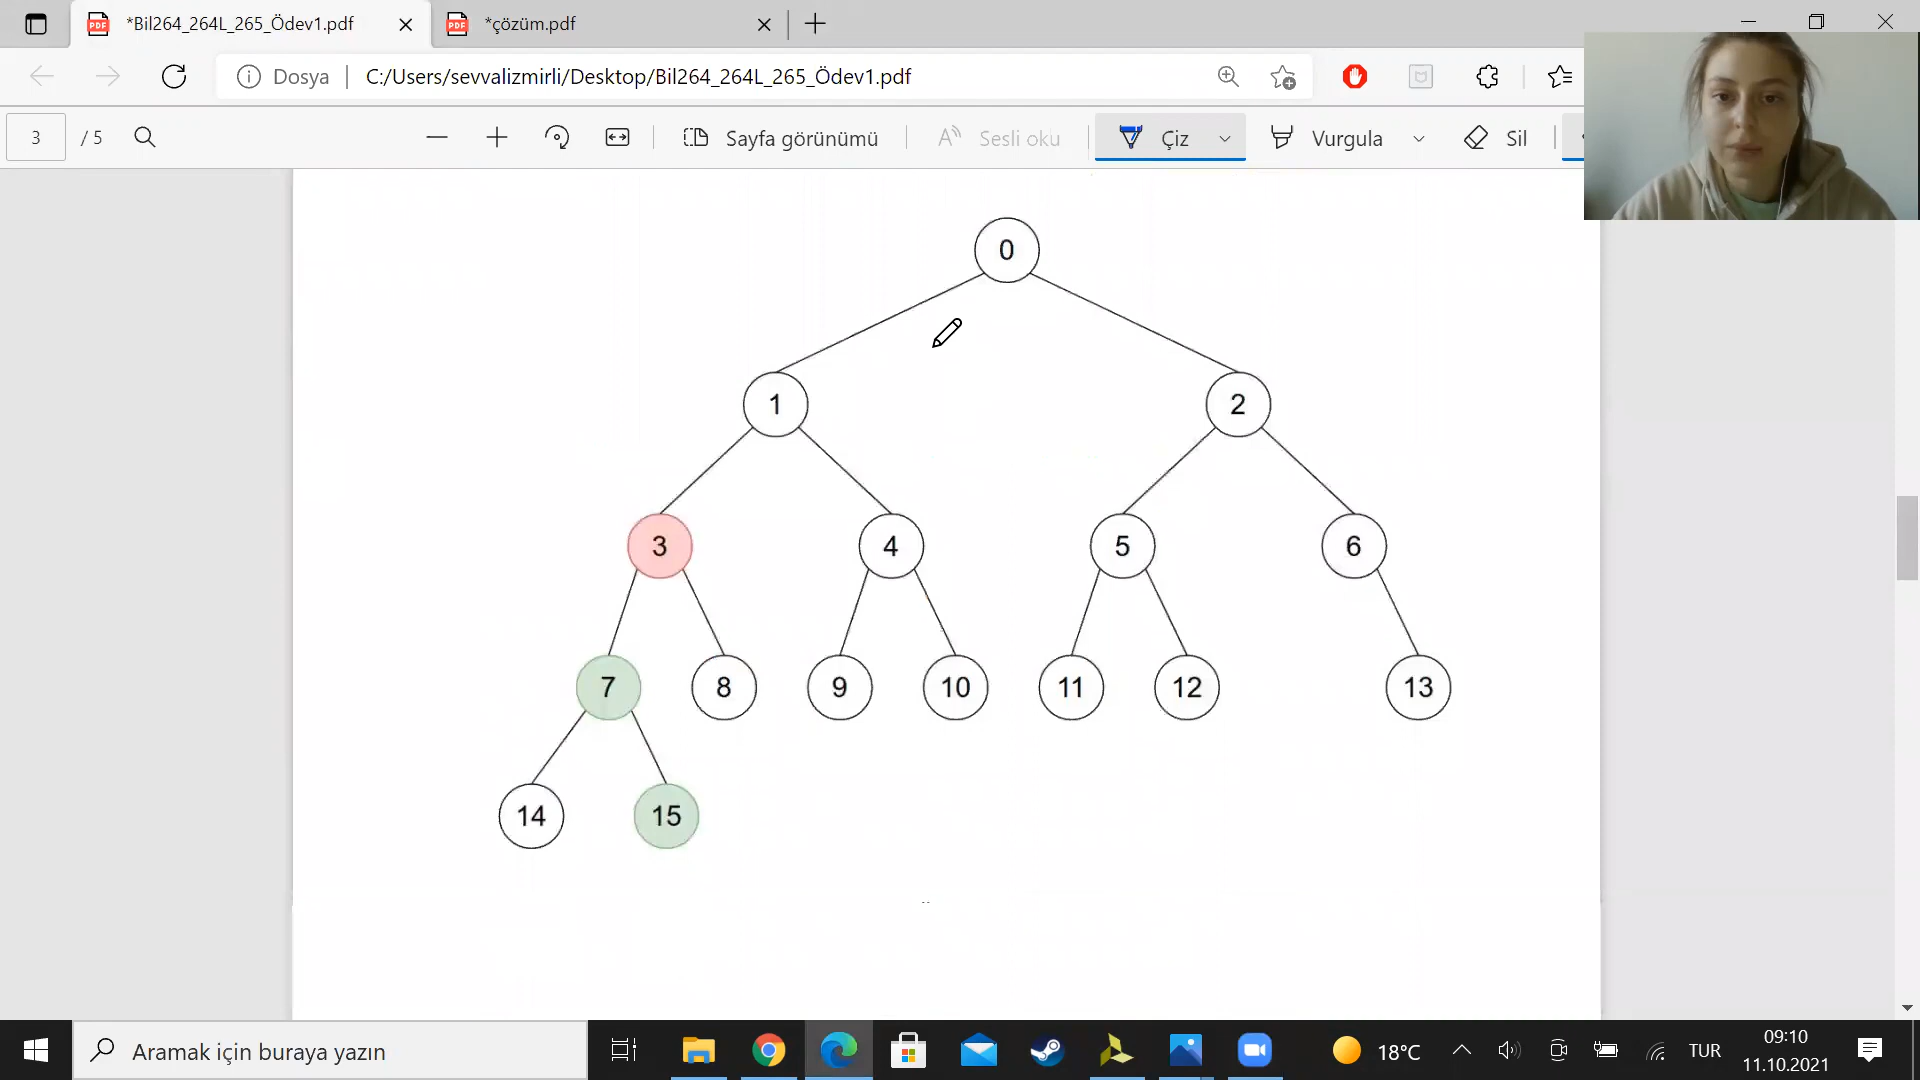 *Bil264_264L_265_Ödev1.pdf
*çözüm.pdf
Dosya
C:/Users/sevvalizmirli/Desktop/Bil264_264L_265_Ödev1.pdf
3 / 5
Sayfa görünümü
Sesli oku
Çiz
Vurgula
Sil
0
1 2
3 4 5 6
7 8 9 10 11 12 13
14 15
Aramak için buraya yazın
18°C
TUR
09:10
11.10.2021